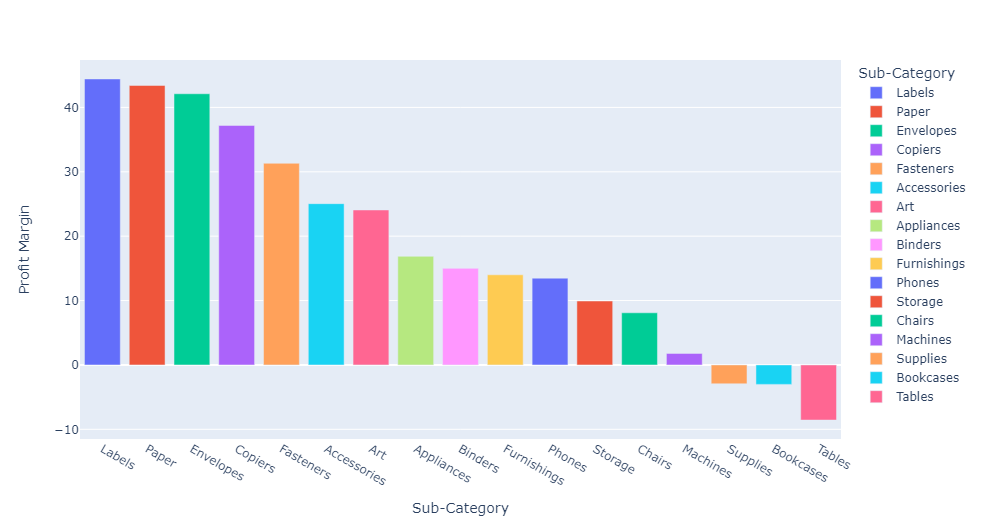 Profit Margin
40
30
20
10
0
−10
Labels
Paper
Envelopes
Copiers
Fasteners
Accessories
Art
Appliances
Binders
Furnishings
Phones
Storage
Chairs
Machines
Supplies
Bookcases
Tables
Sub-Category
Sub-Category
Labels
Paper
Envelopes
Copiers
Fasteners
Accessories
Art
Appliances
Binders
Furnishings
Phones
Storage
Chairs
Machines
Supplies
Bookcases
Tables